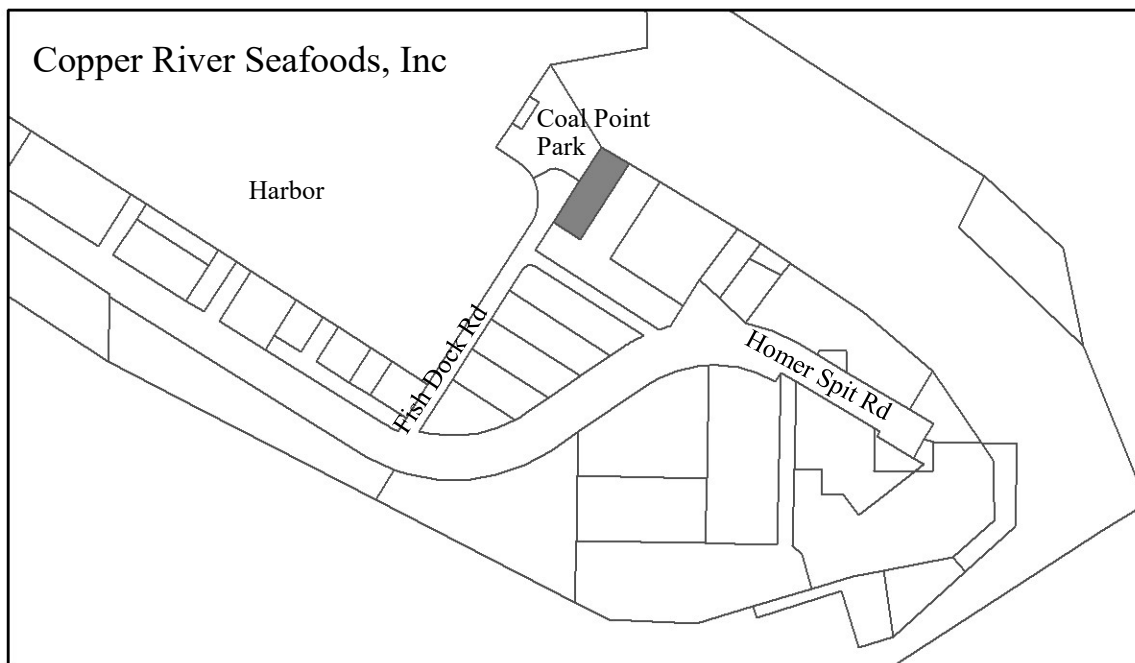 Copper River Seafoods, Inc
Coal Point
Park
Harbor
Fish Dock Rd
Homer Spit Rd